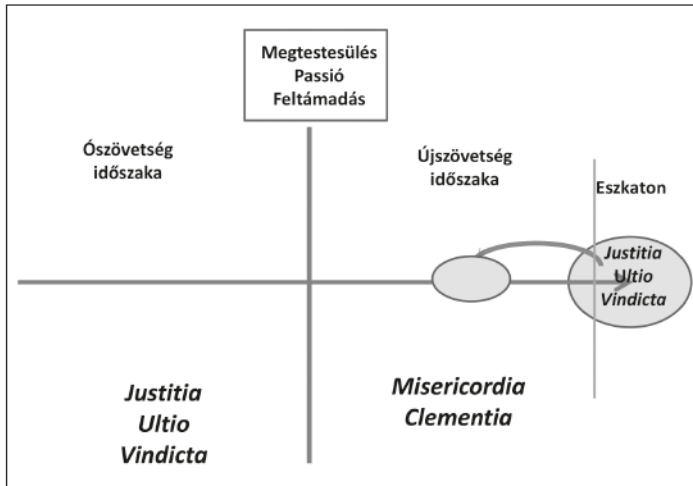 Megtestesülés
Passió
Feltámadás
Ószövetség
időszaka
Újszövetség
időszaka
Eszkaton
Justitia
Ultio
Vindicta
Justitia
Ultio
Vindicta
Misericordia
Clementia